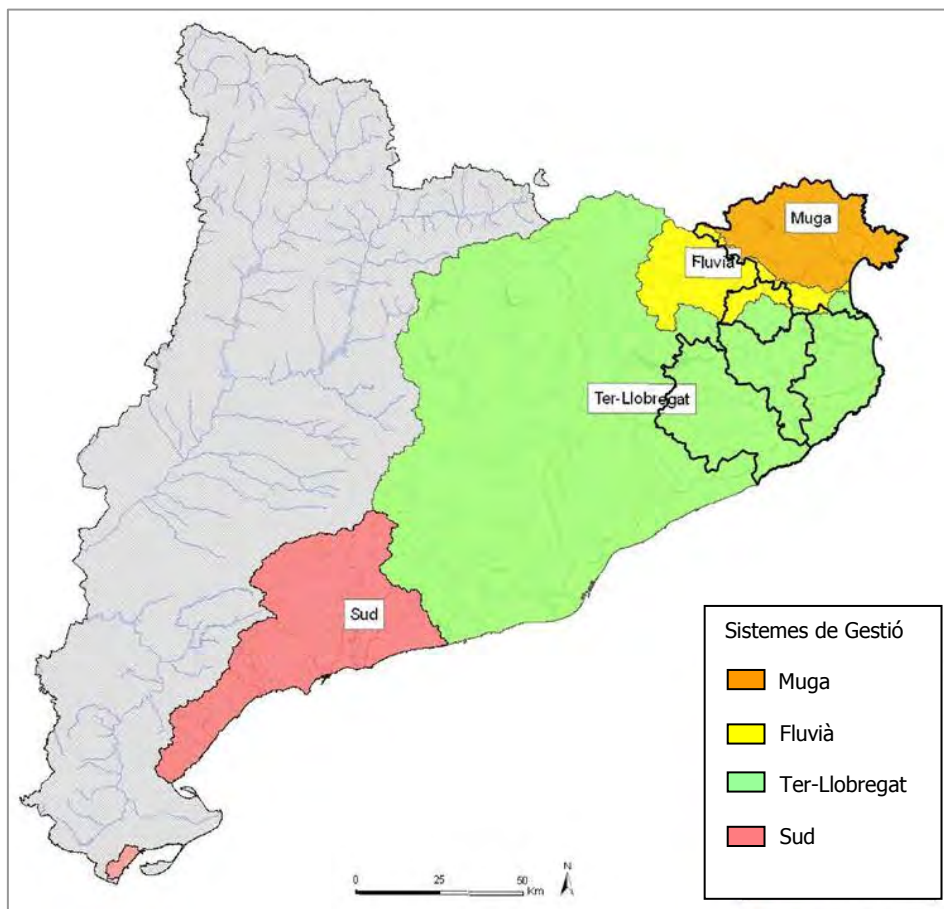 Muga
Fluvià
Ter-Llobregat
Sud
Sistemes de Gestió
Muga
Fluvià
Ter-Llobregat
Sud
0 25 50
Km
N